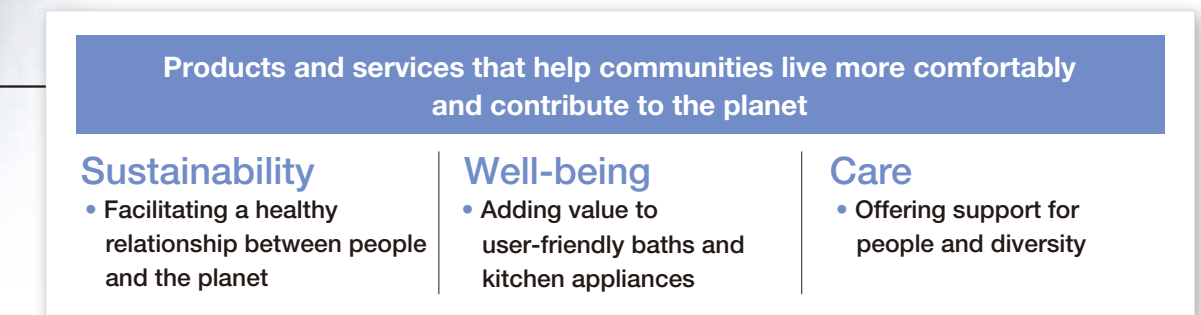 Products and services that help communities live more comfortably
and contribute to the planet
Sustainability
• Facilitating a healthy
relationship between people
and the planet
Well-being
• Adding value to
user-friendly baths and
kitchen appliances
Care
• Offering support for
people and diversity